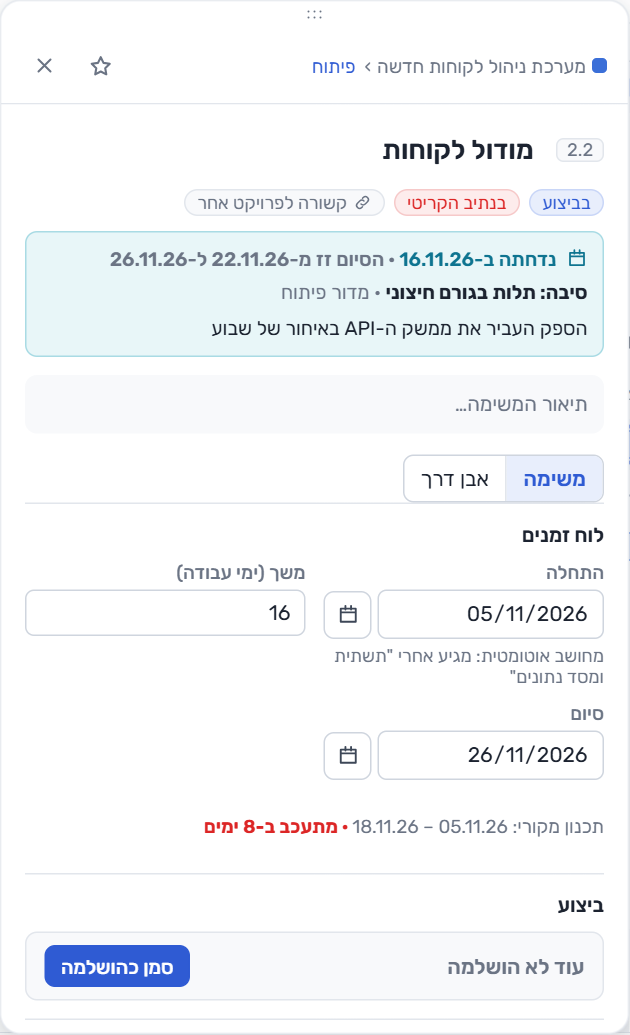 מערכת ניהול לקוחות חדשה › פיתוח
2.2 מודול לקוחות
בביצוע
בנתיב הקריטי
קשורה לפרויקט אחר
נדחתה ב-16.11.26 • הסיום זז מ-22.11.26 ל-26.11.26
סיבה: תלות בגורם חיצוני • מדור פיתוח
הספק העביר את ממשק ה-API באיחור של שבוע
תיאור המשימה...
משימה
אבן דרך
לוח זמנים
התחלה
משך (ימי עבודה)
05/11/2026
16
מחושב אוטומטית: מגיע אחרי "תשתית
ומסד נתונים"
סיום
26/11/2026
תכנון מקורי: 05.11.26 – 18.11.26 • מתעכב ב-8 ימים
ביצוע
עוד לא הושלמה
סמן כהושלמה